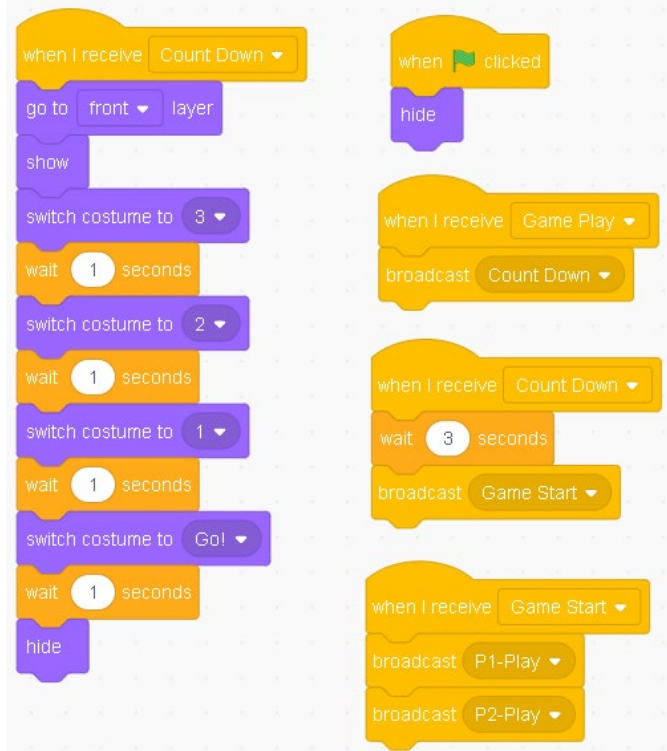 when I receive Count Down
go to front layer
show
switch costume to 3
wait 1 seconds
switch costume to 2
wait 1 seconds
switch costume to 1
wait 1 seconds
switch costume to Go!
wait 1 seconds
hide
when clicked
hide
when I receive Game Play
broadcast Count Down
when I receive Count Down
wait 3 seconds
broadcast Game Start
when I receive Game Start
broadcast P1-Play
broadcast P2-Play